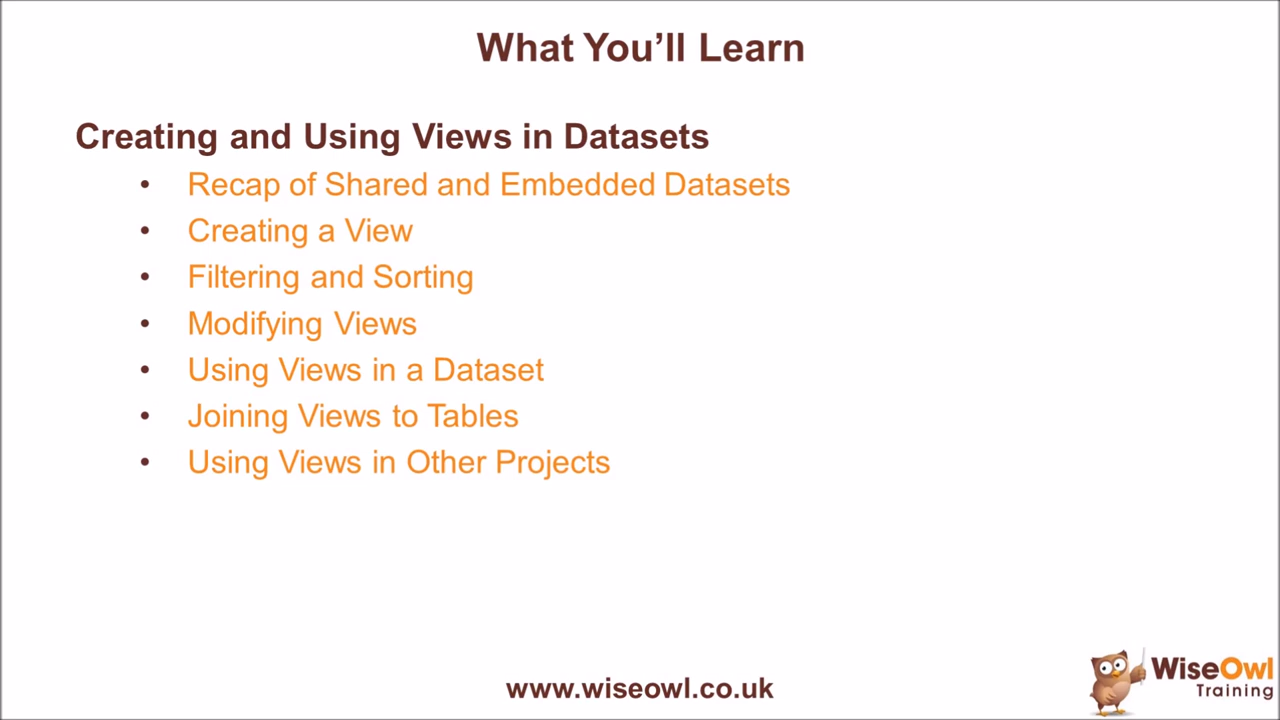 What You’ll Learn
Creating and Using Views in Datasets
• Recap of Shared and Embedded Datasets
• Creating a View
• Filtering and Sorting
• Modifying Views
• Using Views in a Dataset
• Joining Views to Tables
• Using Views in Other Projects
www.wiseowl.co.uk
WiseOwl
Training